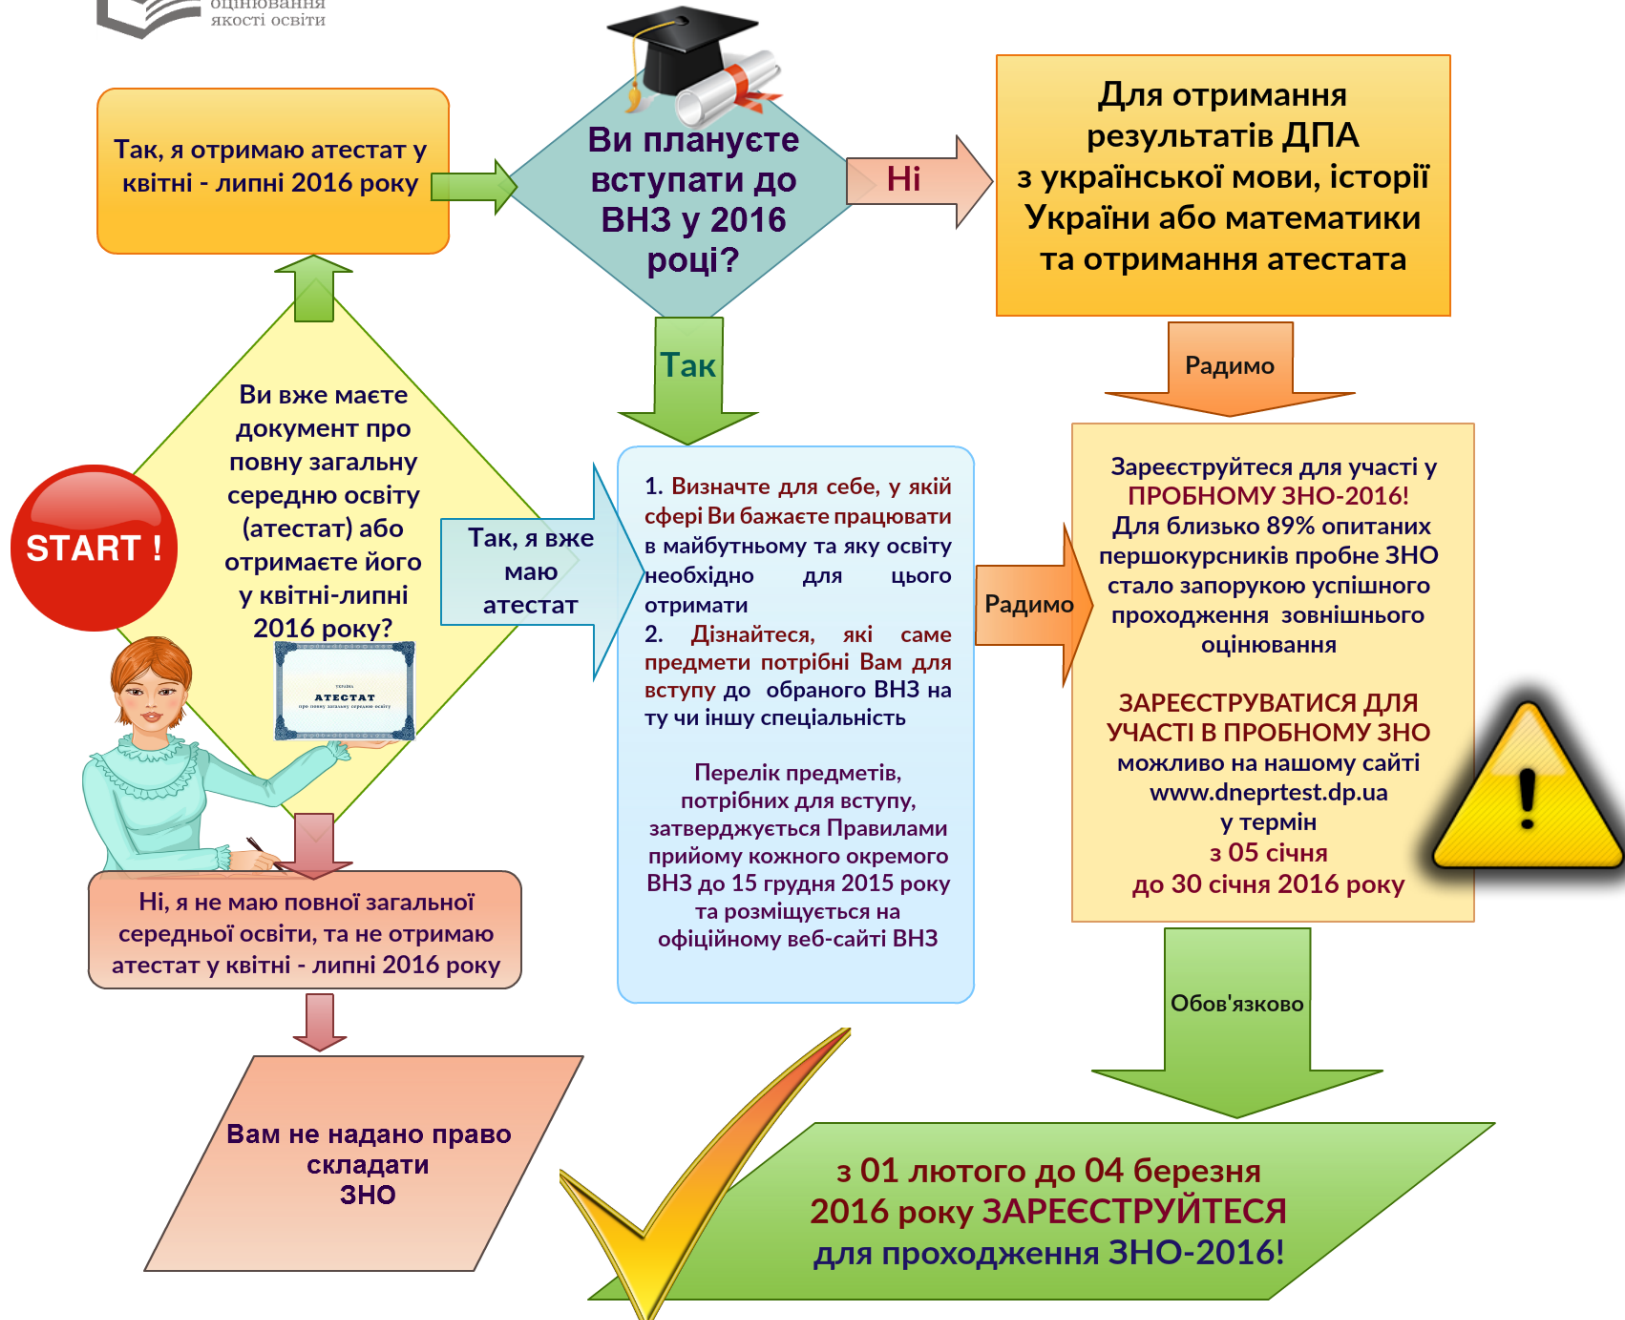 оцінювання
якості освіти
Так, я отримаю атестат у
квітні - липні 2016 року
Ви плануєте
вступати до
ВНЗ у 2016
році?
Ні
Для отримання
результатів ДПА
з української мови, історії
України або математики
та отримання атестата
Так
Радимо
START !
Ви вже маєте
документ про
повну загальну
середню освіту
(атестат) або
отримаєте його
у квітні-липні
2016 року?
УКРАЇНА
АТЕСТАТ
про повну загальну середню освіту
Так, я вже
маю
атестат
1. Визначте для себе, у якій
сфері Ви бажаєте працювати
в майбутньому та яку освіту
необхідно для цього
отримати
2. Дізнайтеся, які саме
предмети потрібні Вам для
вступу до обраного ВНЗ на
ту чи іншу спеціальність
Перелік предметів,
потрібних для вступу,
затверджується Правилами
прийому кожного окремого
ВНЗ до 15 грудня 2015 року
та розміщується на
офіційному веб-сайті ВНЗ
Радимо
Зареєструйтеся для участі у
ПРОБНОМУ ЗНО-2016!
Для близько 89% опитаних
першокурсників пробне ЗНО
стало запорукою успішного
проходження зовнішнього
оцінювання
ЗАРЕЄСТРУВАТИСЯ ДЛЯ
УЧАСТІ В ПРОБНОМУ ЗНО
можливо на нашому сайті
www.dneprtest.dp.ua
у термін
з 05 січня
до 30 січня 2016 року
!
Ні, я не маю повної загальної
середньої освіти, та не отримаю
атестат у квітні - липні 2016 року
Обов'язково
Вам не надано право
складати
ЗНО
з 01 лютого до 04 березня
2016 року ЗАРЕЄСТРУЙТЕСЯ
для проходження ЗНО-2016!